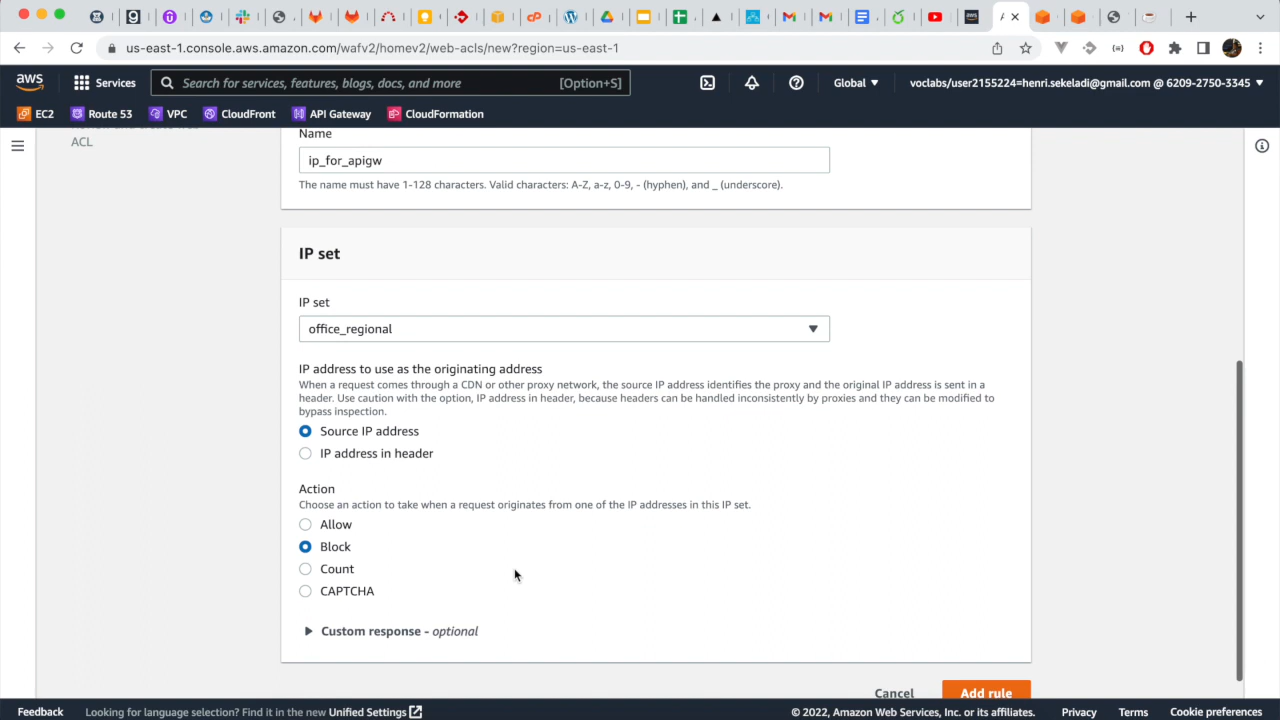 us-east-1.console.aws.amazon.com/wafv2/homev2/web-acls/new?region=us-east-1
aws
Services
Search for services, features, blogs, docs, and more
[Option+S]
Global
voclabs/user2155224=henri.sekeladi@gmail.com @ 6209-2750-3345
EC2
Route 53
VPC
CloudFront
API Gateway
CloudFormation
ACL
Name
ip_for_apigw
The name must have 1-128 characters. Valid characters: A-Z, a-z, 0-9, - (hyphen), and _ (underscore).
IP set
IP set
office_regional
IP address to use as the originating address
When a request comes through a CDN or other proxy network, the source IP address identifies the proxy and the original IP address is sent in a
header. Use caution with the option, IP address in header, because headers can be handled inconsistently by proxies and they can be modified to
bypass inspection.
Source IP address
IP address in header
Action
Choose an action to take when a request originates from one of the IP addresses in this IP set.
Allow
Block
Count
CAPTCHA
Custom response - optional
Cancel
Add rule
Feedback
Looking for language selection? Find it in the new Unified Settings
© 2022, Amazon Web Services, Inc. or its affiliates.
Privacy
Terms
Cookie preferences